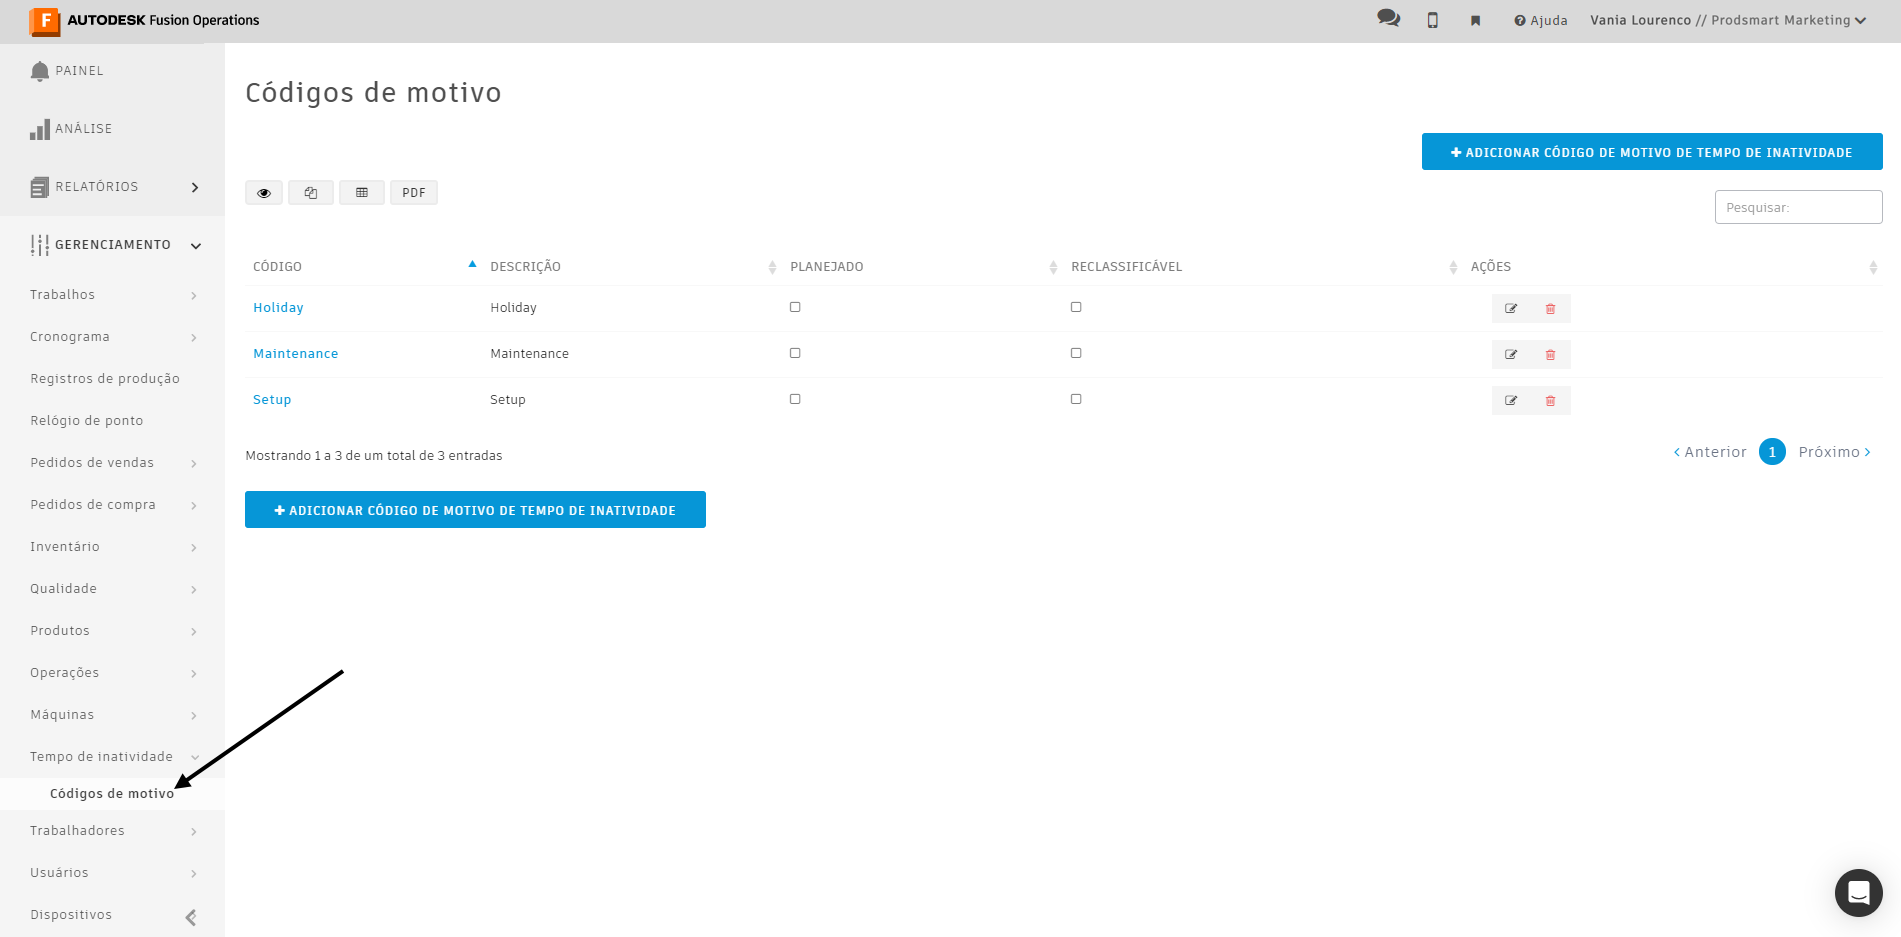 F AUTODESK Fusion Operations
Ajuda
Vania Lourenco // Prodsmart Marketing
PAINEL
ANÁLISE
RELATÓRIOS
GERENCIAMENTO
Trabalhos
Cronograma
Registros de produção
Relógio de ponto
Pedidos de vendas
Pedidos de compra
Inventário
Qualidade
Produtos
Operações
Máquinas
Tempo de inatividade
Códigos de motivo
Trabalhadores
Usuários
Dispositivos
Códigos de motivo
+ ADICIONAR CÓDIGO DE MOTIVO DE TEMPO DE INATIVIDADE
PDF
Pesquisar:
CÓDIGO DESCRIÇÃO PLANEJADO RECLASSIFICÁVEL AÇÕES
Holiday Holiday
Maintenance Maintenance
Setup Setup
Mostrando 1 a 3 de um total de 3 entradas
Anterior 1 Próximo
+ ADICIONAR CÓDIGO DE MOTIVO DE TEMPO DE INATIVIDADE